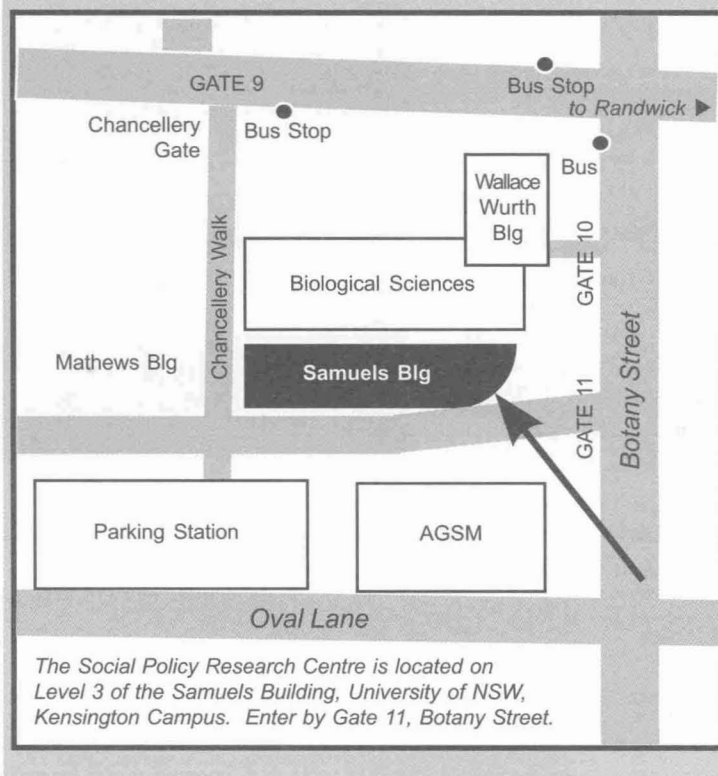 GATE 9
Bus Stop
to Randwick
Chancellery
Gate
Bus Stop
Bus
Wallace
Wurth
Blg
GATE 10
Biological Sciences
Chancellery Walk
Mathews Blg
Samuels Blg
GATE 11
Botany Street
Parking Station
AGSM
Oval Lane
The Social Policy Research Centre is located on
Level 3 of the Samuels Building, University of NSW,
Kensington Campus. Enter by Gate 11, Botany Street.